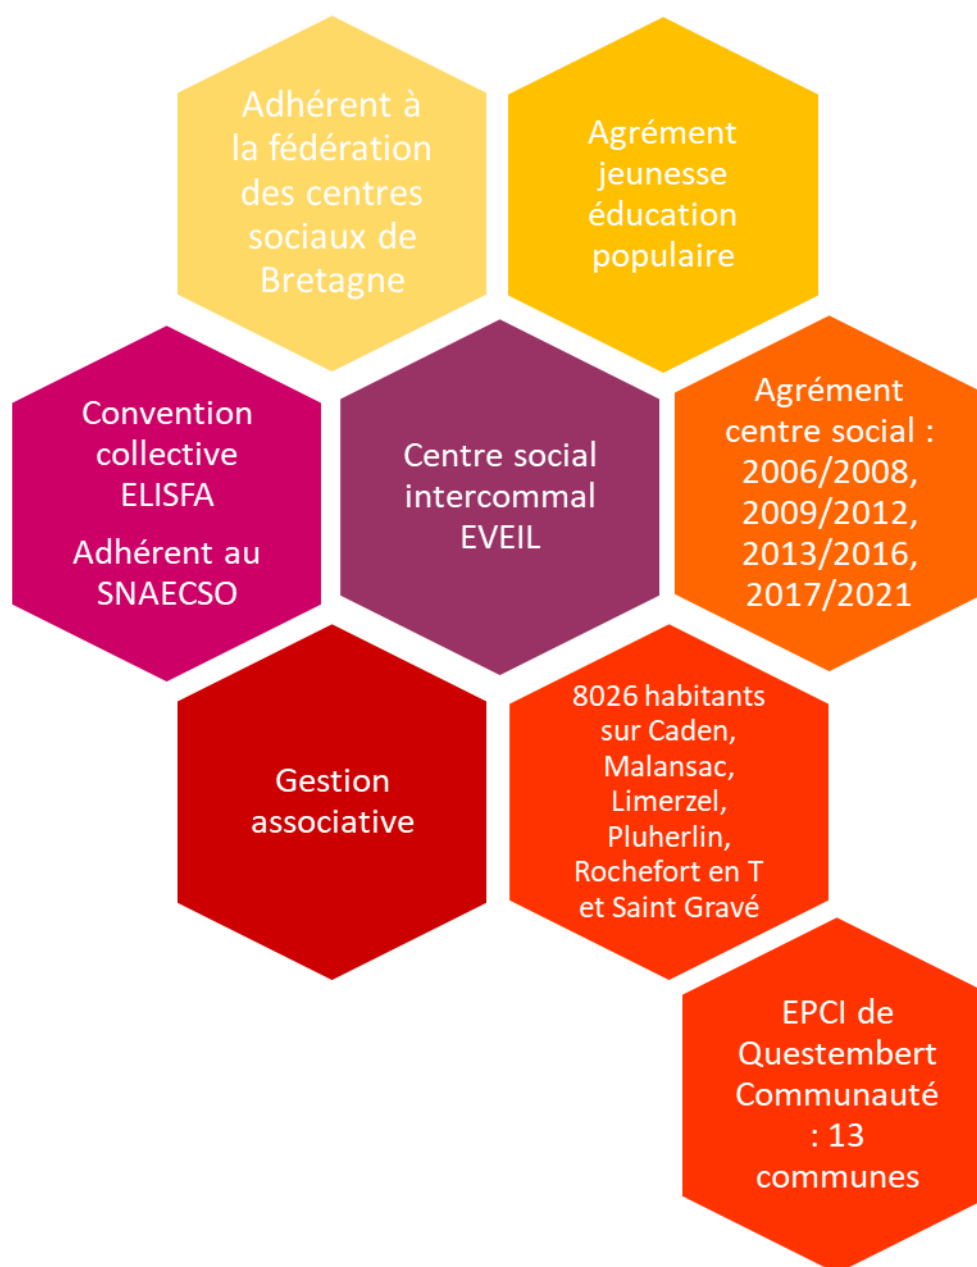 Adhérent à
la fédération
des centres
sociaux de
Bretagne
Agrément
jeunesse
éducation
populaire
Convention
collective
ELISFA
Adhérent au
SNAECSO
Centre social
intercommal
EVEIL
Agrément
centre social :
2006/2008,
2009/2012,
2013/2016,
2017/2021
Gestion
associative
8026 habitants
sur Caden,
Malansac,
Limerzel,
Pluherlin,
Rochefort en T
et Saint Gravé
EPCI de
Questembert
Communauté
: 13
communes